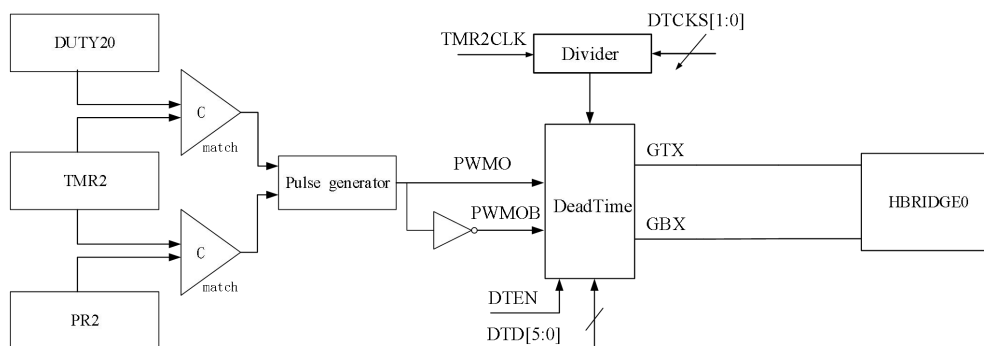 DUTY20
TMR2CLK
DTCKS[1:0]
Divider
C
match
TMR2
Pulse generator
PWMO
PWMOB
DeadTime
GTX
GBX
HBRIDGE0
C
match
PR2
DTEN
DTD[5:0]